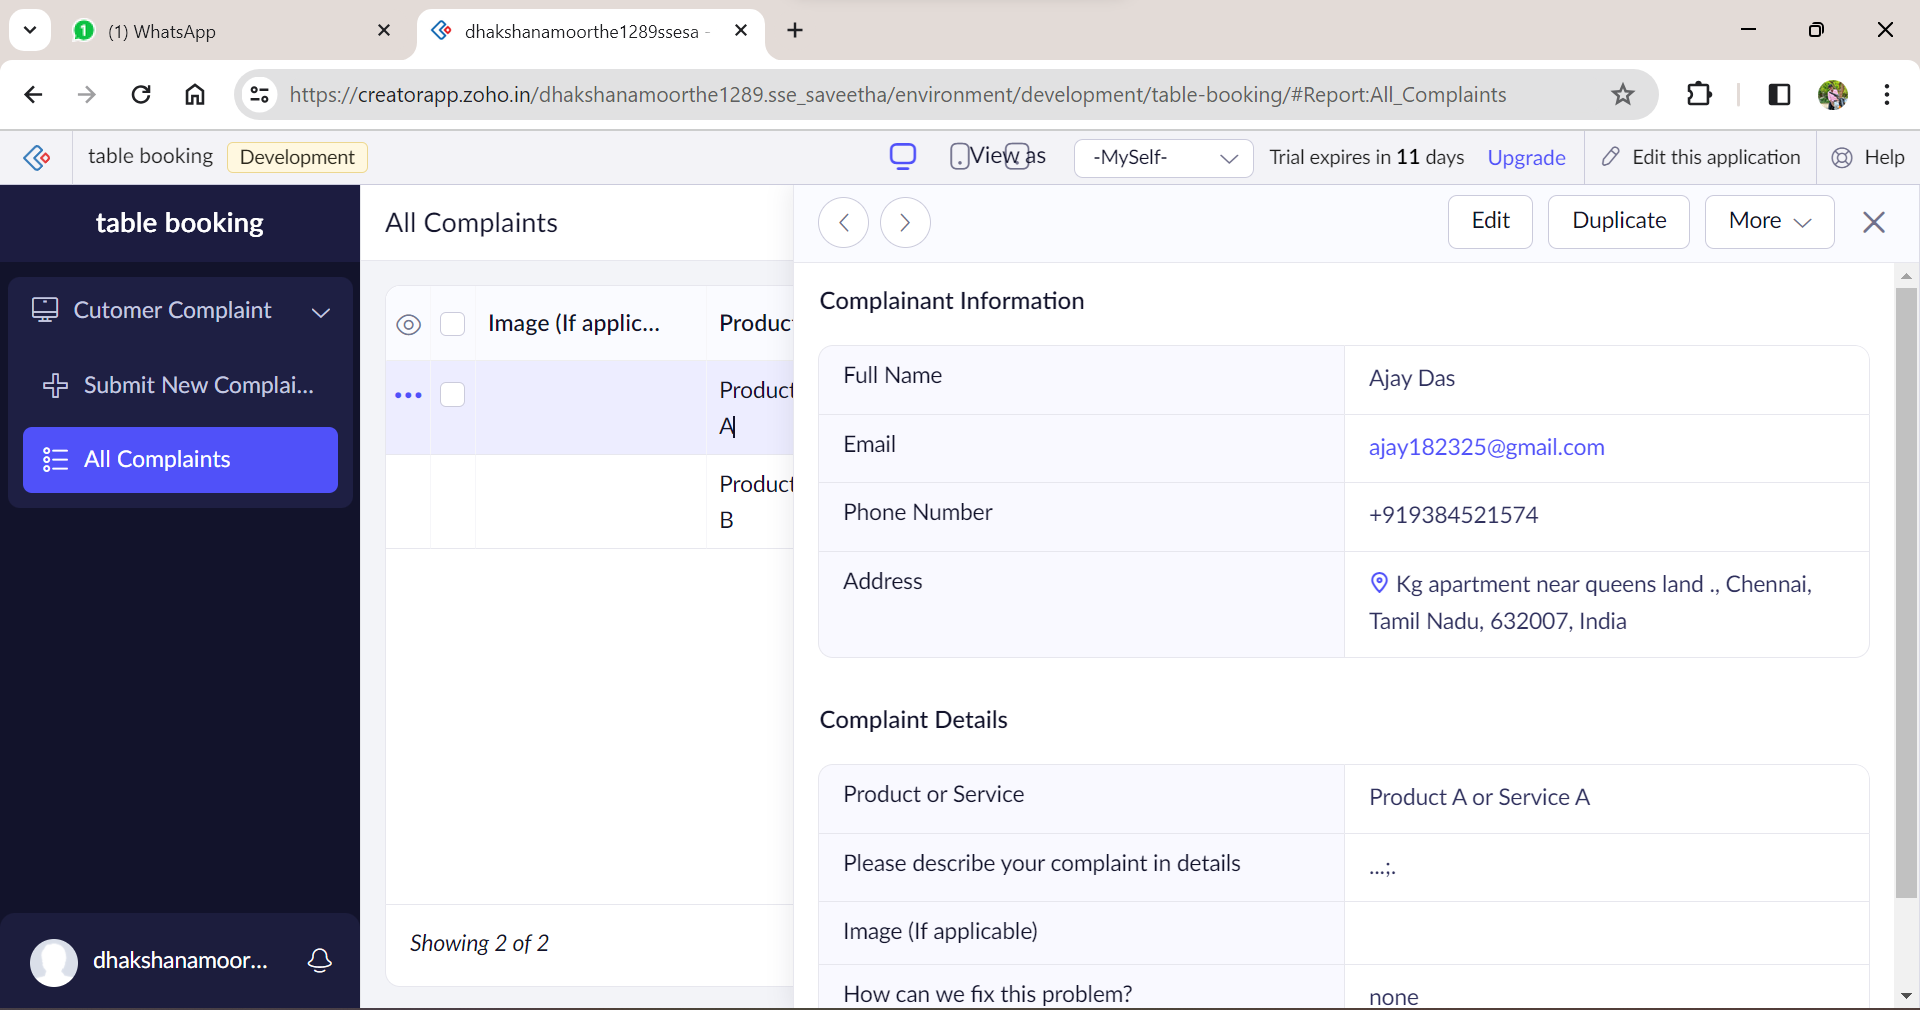 (1) WhatsApp
dhakshanamoorthe1289ssesa -
https://creatorapp.zoho.in/dhakshanamoorthe1289.sse_saveetha/environment/development/table-booking/#Report:All_Complaints
table booking Development View as -MySelf- Trial expires in 11 days Upgrade Edit this application Help
table booking
Cutomer Complaint
Submit New Complai...
All Complaints
dhakshanamoor...
All Complaints
Image (If applic... Produc
Product
A
Product
B
Showing 2 of 2
Edit Duplicate More
Complainant Information
Full Name Ajay Das
Email ajay182325@gmail.com
Phone Number +919384521574
Address Kg apartment near queens land ., Chennai,
Tamil Nadu, 632007, India
Complaint Details
Product or Service Product A or Service A
Please describe your complaint in details ...;.
Image (If applicable)
How can we fix this problem? none